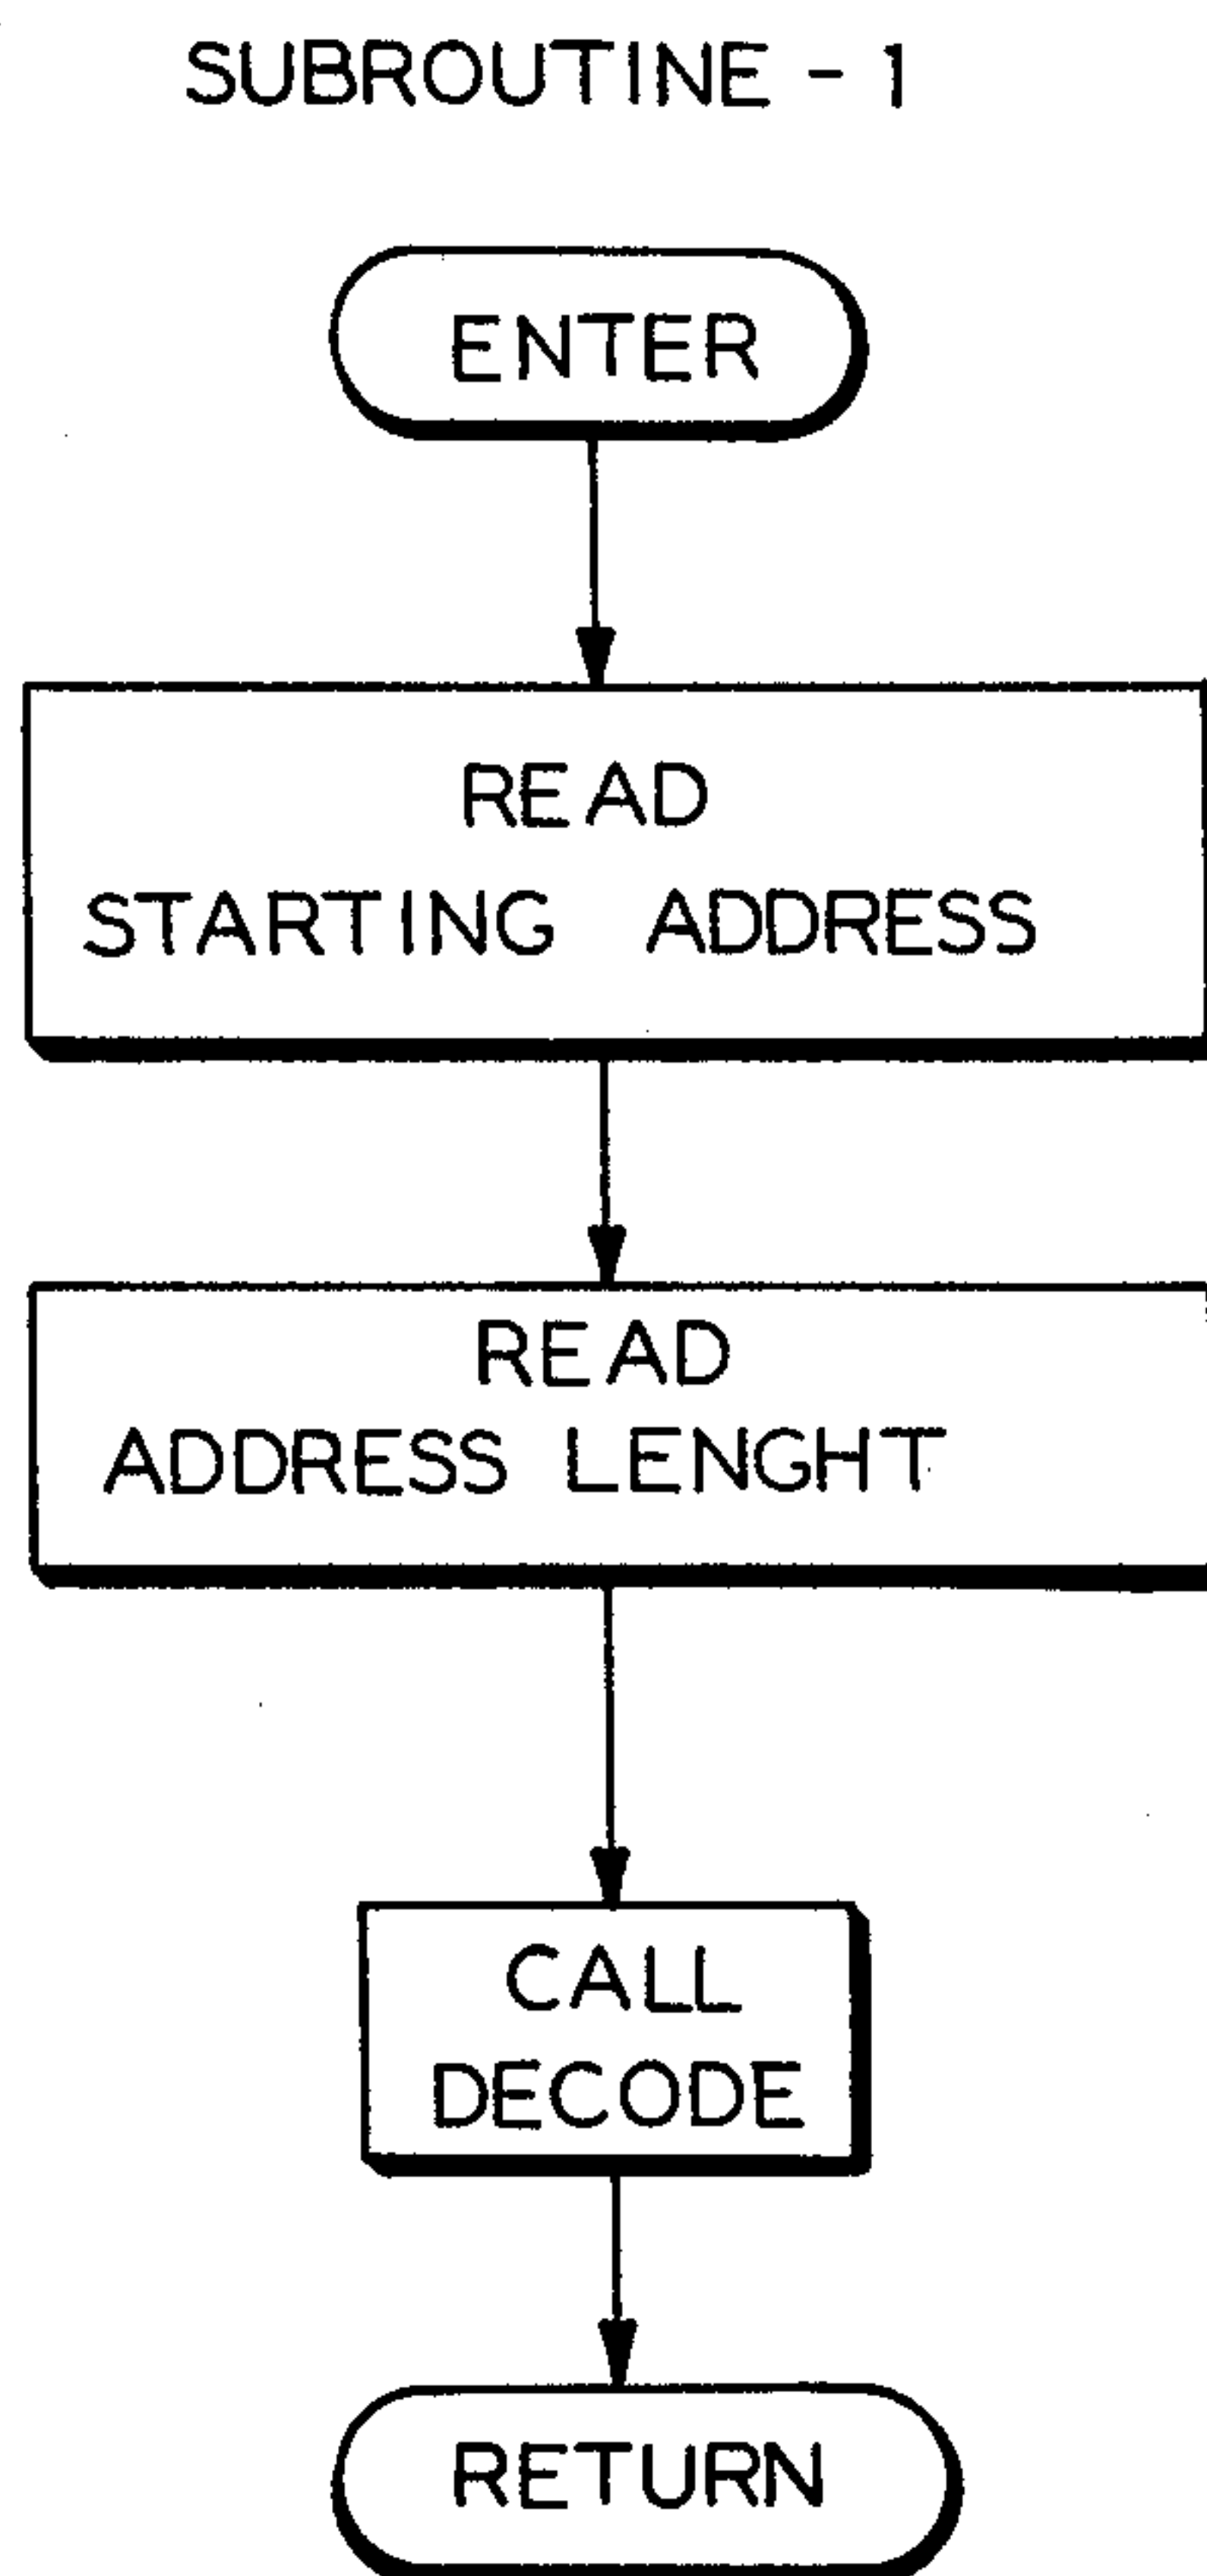 SUBROUTINE - 1
ENTER
READ
STARTING ADDRESS
READ
ADDRESS LENGHT
CALL
DECODE
RETURN